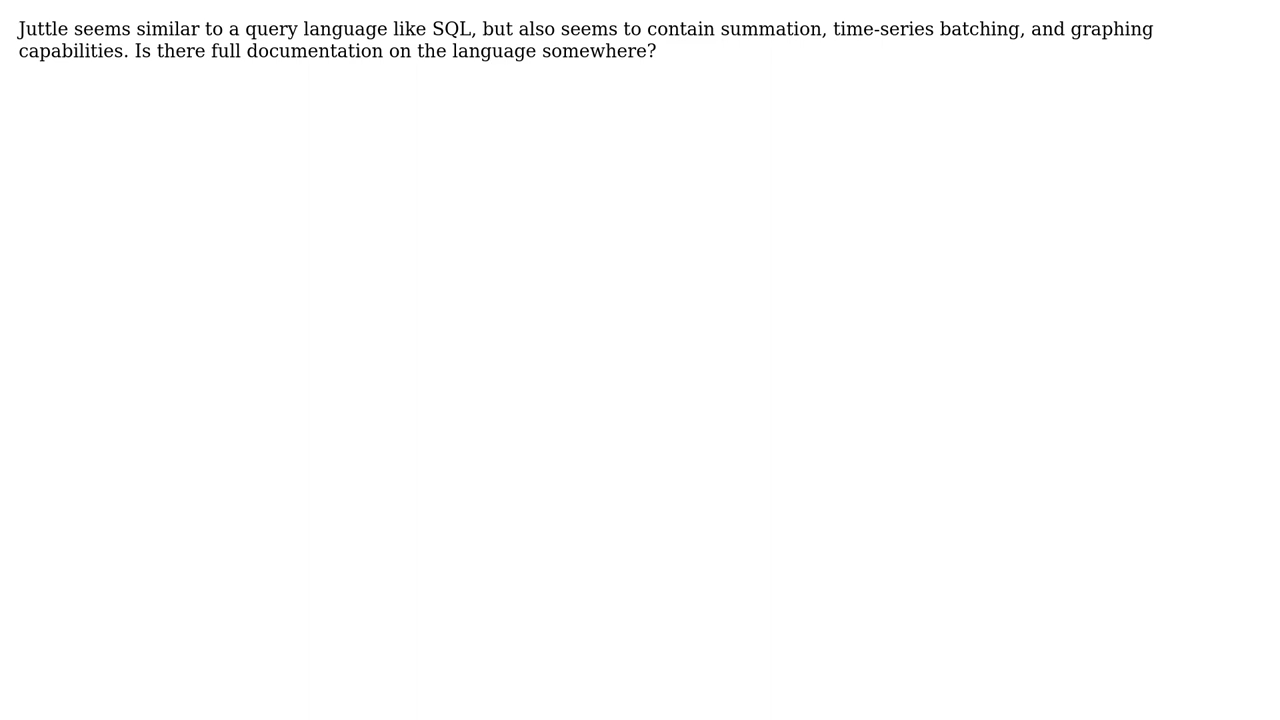 Juttle seems similar to a query language like SQL, but also seems to contain summation, time-series batching, and graphing
capabilities. Is there full documentation on the language somewhere?